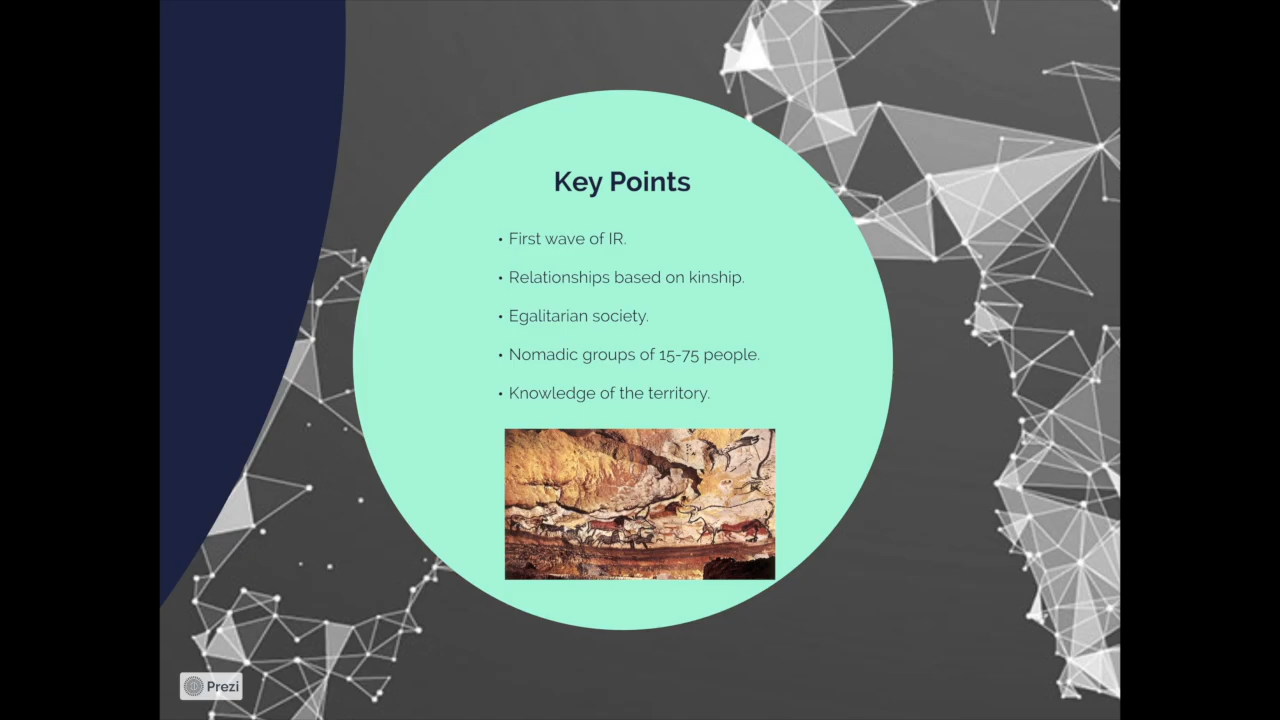 Key Points
• First wave of IR.
• Relationships based on kinship.
• Egalitarian society.
• Nomadic groups of 15-75 people.
• Knowledge of the territory.
Prezi